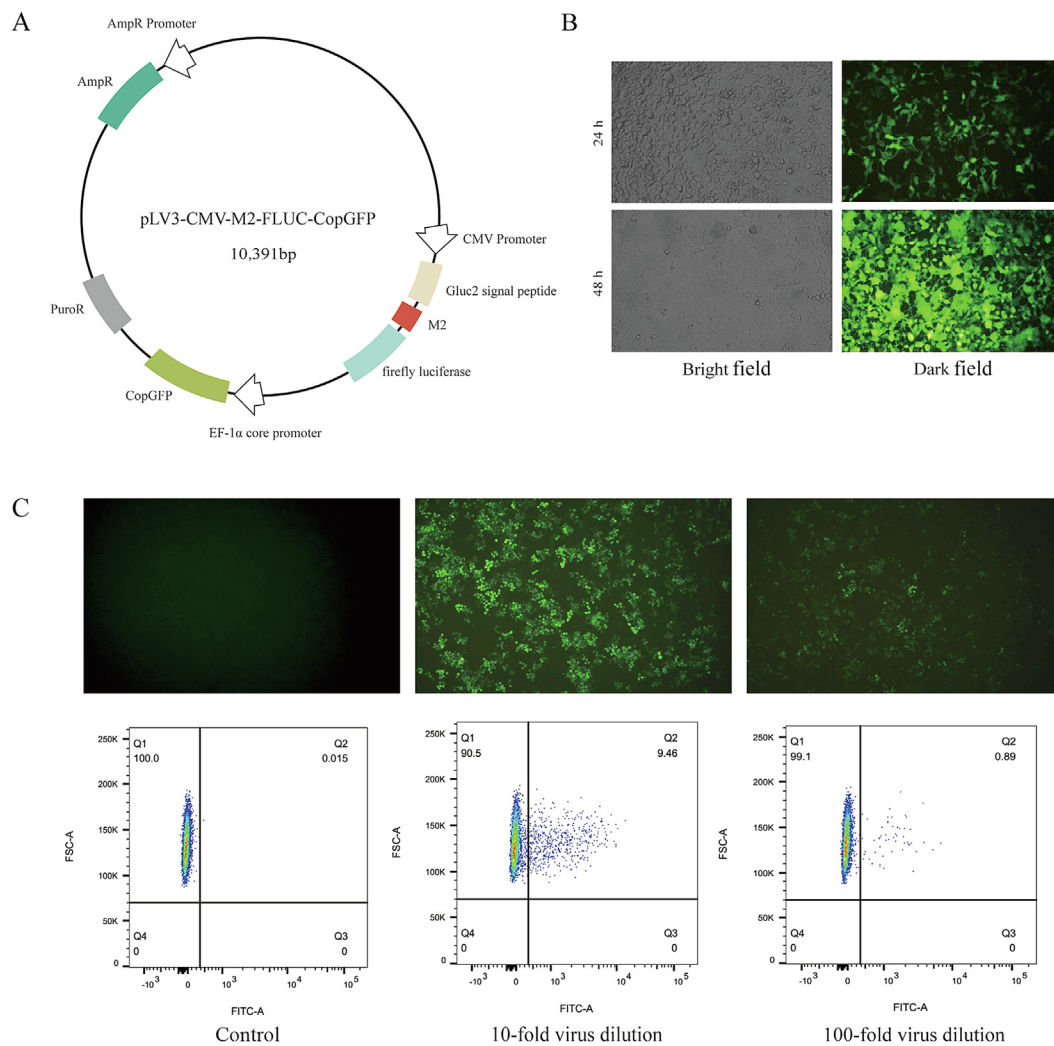 A
AmpR Promoter
AmpR
pLV3-CMV-M2-FLUC-CopGFP
10,391bp
CMV Promoter
Gluc2 signal peptide
M2
firefly luciferase
PuroR
CopGFP
EF-1α core promoter
B
24 h
48 h
Bright field
Dark field
C
250K
200K
150K
100K
50K
0
FSC-A
Q1
100.0
Q2
0.015
Q4
0
Q3
0
-10³ 0 10³ 10⁴ 10⁵
FITC-A
Control
250K
200K
150K
100K
50K
0
FSC-A
Q1
90.5
Q2
9.46
Q4
0
Q3
0
-10³ 0 10³ 10⁴ 10⁵
FITC-A
10-fold virus dilution
250K
200K
150K
100K
50K
0
FSC-A
Q1
99.1
Q2
0.89
Q4
0
Q3
0
-10³ 0 10³ 10⁴ 10⁵
FITC-A
100-fold virus dilution